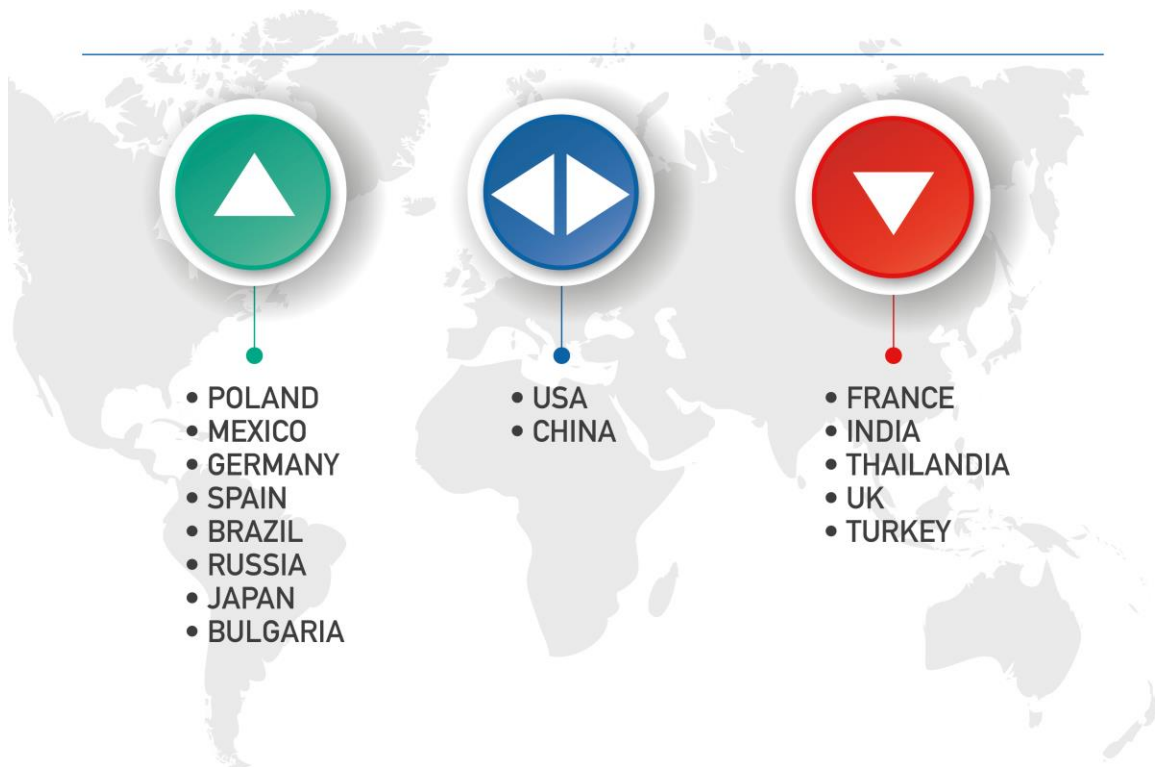 • POLAND
• MEXICO
• GERMANY
• SPAIN
• BRAZIL
• RUSSIA
• JAPAN
• BULGARIA
• USA
• CHINA
• FRANCE
• INDIA
• THAILANDIA
• UK
• TURKEY